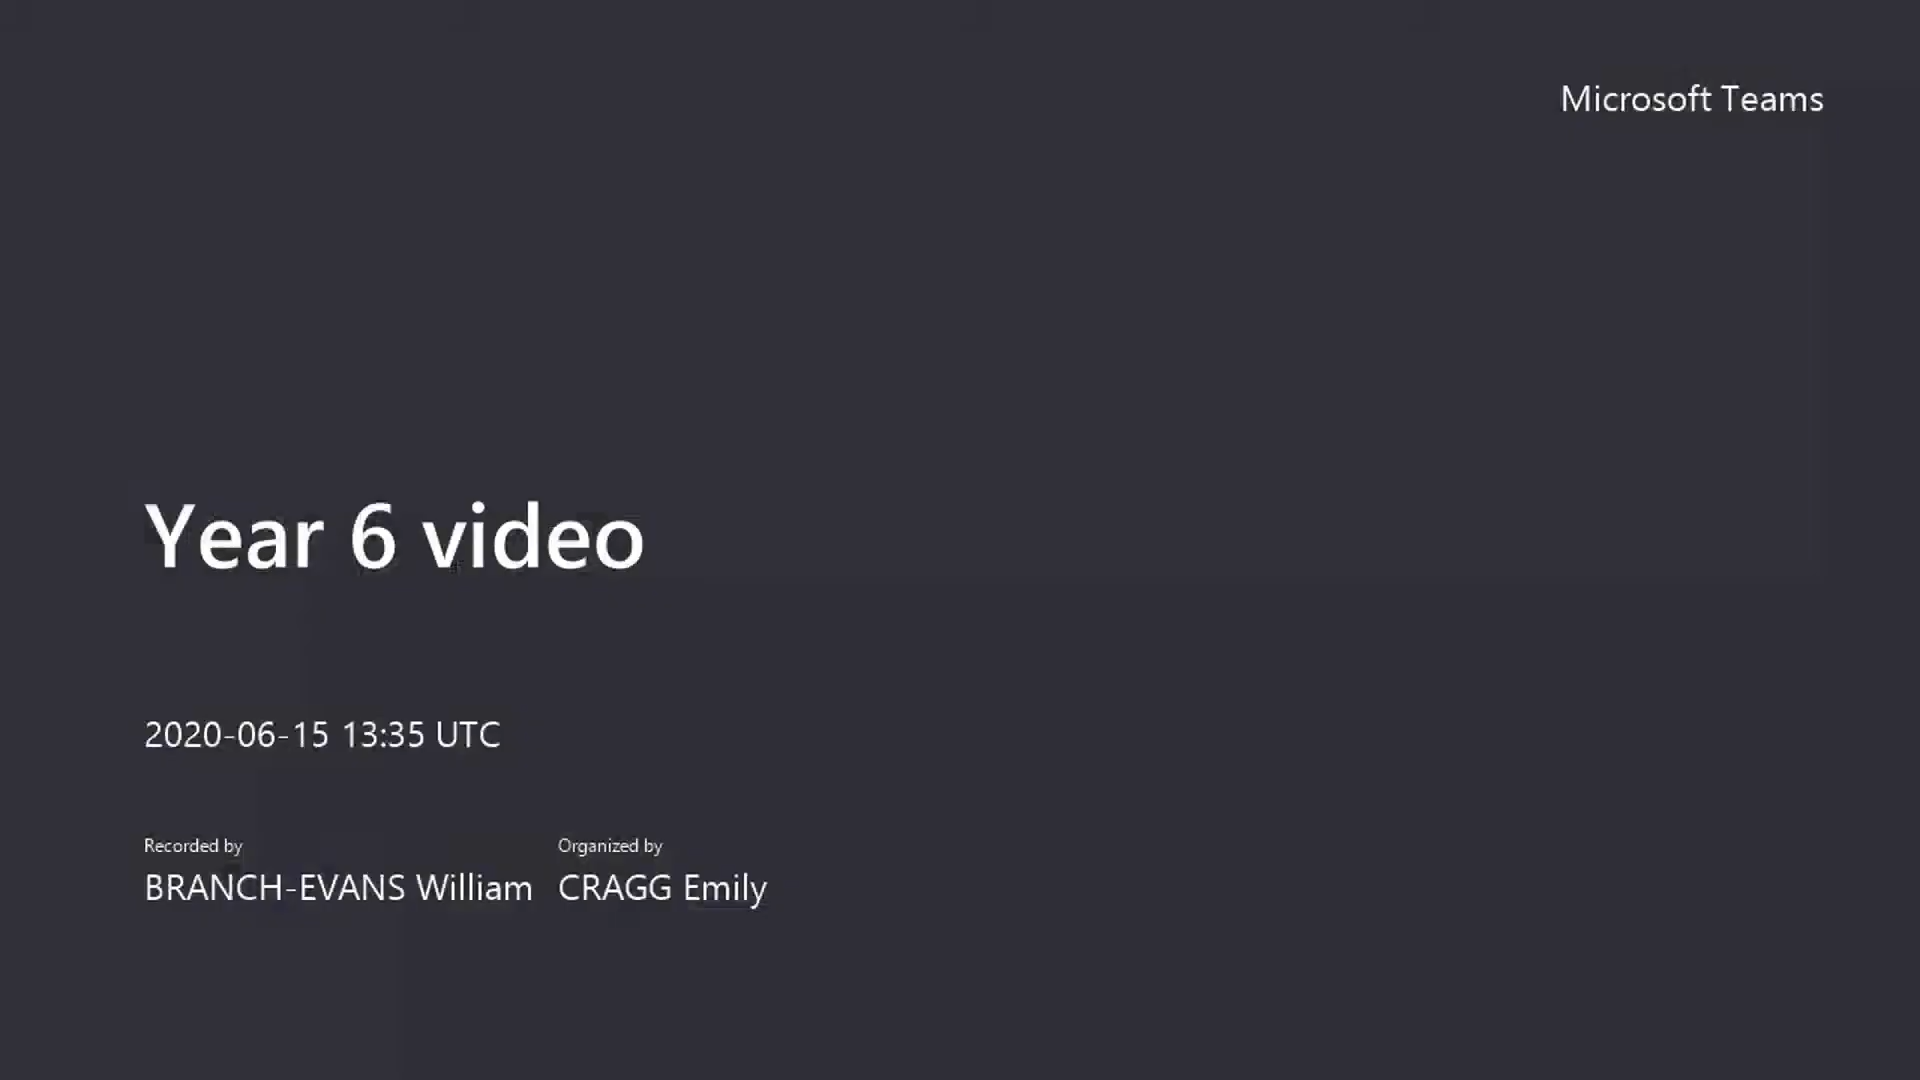 Microsoft Teams
Year 6 video
2020-06-15 13:35 UTC
Recorded by
BRANCH-EVANS William
Organized by
CRAGG Emily